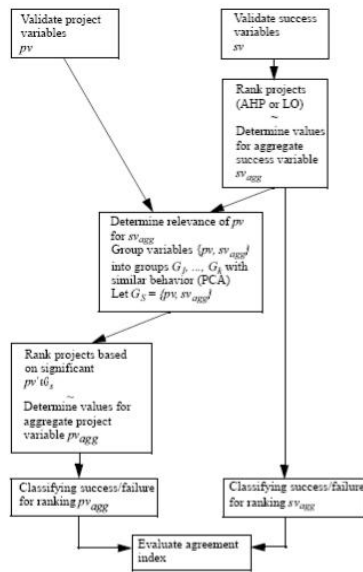 Validate project
variables
pv
Validate success
variables
sv
Rank projects
(AHP or LO)
~
Determine values
for aggregate
success variable
sv_agg
Determine relevance of pv
for sv_agg
Group variables {pv, sv_agg}
into groups G_1, ..., G_k with
similar behavior (PCA)
Let G_S = {pv, sv_agg}
Rank projects based
on significant
~
Determine values for
aggregate project
variable pv_agg
Classifying success/failure
for ranking pv_agg
Classifying success/failure
for ranking sv_agg
Evaluate agreement
index